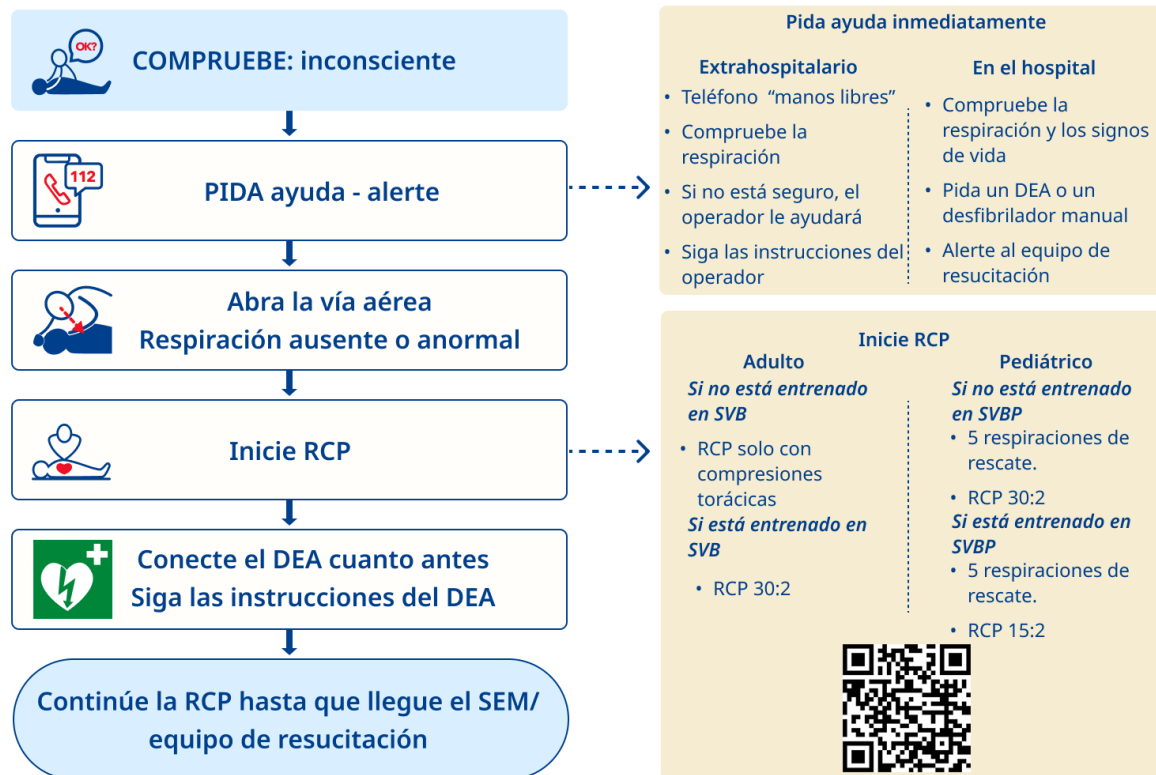 OK?
COMPRUEBE: inconsciente
112
PIDA ayuda - alerte
Abra la vía aérea
Respiración ausente o anormal
Inicie RCP
Conecte el DEA cuanto antes
Siga las instrucciones del DEA
Continúe la RCP hasta que llegue el SEM/
equipo de resucitación
Pida ayuda inmediatamente
Extrahospitalario
• Teléfono “manos libres”
• Compruebe la
respiración
• Si no está seguro, el
operador le ayudará
• Siga las instrucciones del
operador
En el hospital
• Compruebe la
respiración y los signos
de vida
• Pida un DEA o un
desfibrilador manual
• Alerte al equipo de
resucitación
Inicie RCP
Adulto
Si no está entrenado
en SVB
• RCP solo con
compresiones
torácicas
Si está entrenado en
SVB
• RCP 30:2
Pediátrico
Si no está entrenado
en SVBP
• 5 respiraciones de
rescate.
• RCP 30:2
Si está entrenado en
SVBP
• 5 respiraciones de
rescate.
• RCP 15:2